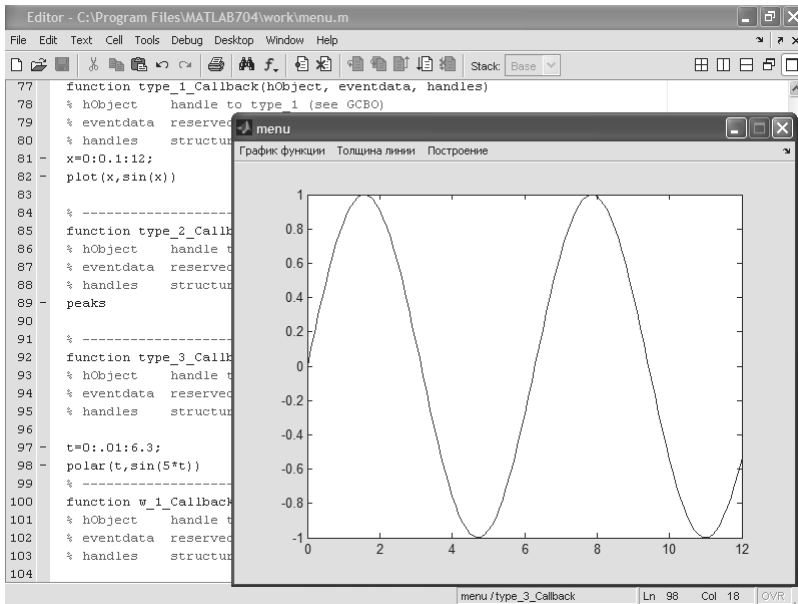 Editor - C:\Program Files\MATLAB704\work\menu.m
File Edit Text Cell Tools Debug Desktop Window Help
Stack: Base
77 function type_1_Callback(hObject, eventdata, handles)
78 % hObject handle to type_1 (see GCBO)
79 % eventdata reserved
80 % handles structur
81 - x=0:0.1:12;
82 - plot(x,sin(x))
83
84 % --------------------
85 function type_2_Callb
86 % hObject handle t
87 % eventdata reserved
88 % handles structur
89 - peaks
90
91 % --------------------
92 function type_3_Callb
93 % hObject handle t
94 % eventdata reserved
95 % handles structur
96
97 - t=0:.01:6.3;
98 - polar(t,sin(5*t))
99 % --------------------
100 function w_1_Callback
101 % hObject handle t
102 % eventdata reserved
103 % handles structur
104
menu
График функции Толщина линии Построение
1
0.8
0.6
0.4
0.2
0
-0.2
-0.4
-0.6
-0.8
-1
0 2 4 6 8 10 12
menu / type_3_Callback Ln 98 Col 18 OVR